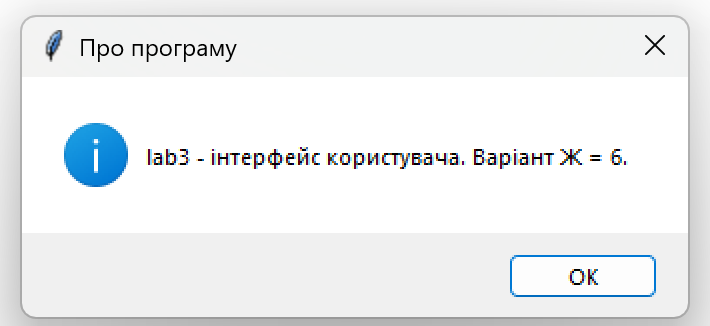 Про програму
lab3 - інтерфейс користувача. Варіант Ж = 6.
OK